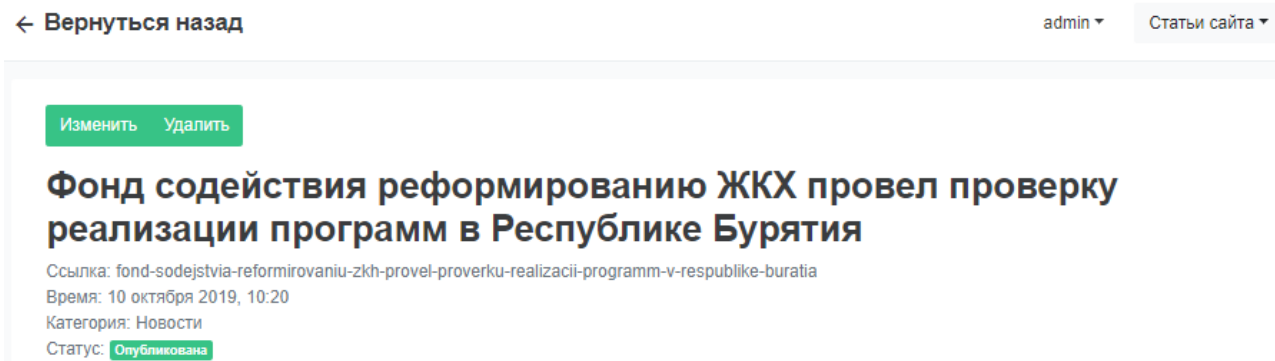 ← Вернуться назад admin Статьи сайта
Изменить Удалить
Фонд содействия реформированию ЖКХ провел проверку
реализации программ в Республике Бурятия
Ссылка: fond-sodejstvia-reformirovaniu-zkh-provel-proverku-realizacii-programm-v-respublike-buratia
Время: 10 октября 2019, 10:20
Категория: Новости
Статус: Опубликована